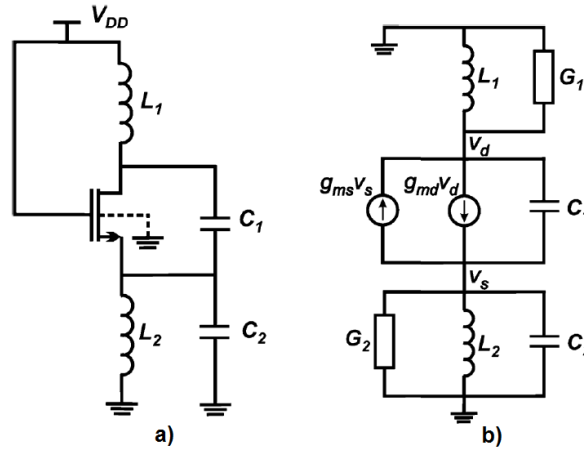 V_DD
L_1
C_1
L_2
C_2
a)
L_1
G_1
v_d
g_ms v_s
g_md v_d
C
v_s
G_2
L_2
C
b)